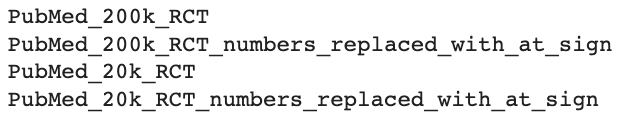 PubMed_200k_RCT
PubMed_200k_RCT_numbers_replaced_with_at_sign
PubMed_20k_RCT
PubMed_20k_RCT_numbers_replaced_with_at_sign